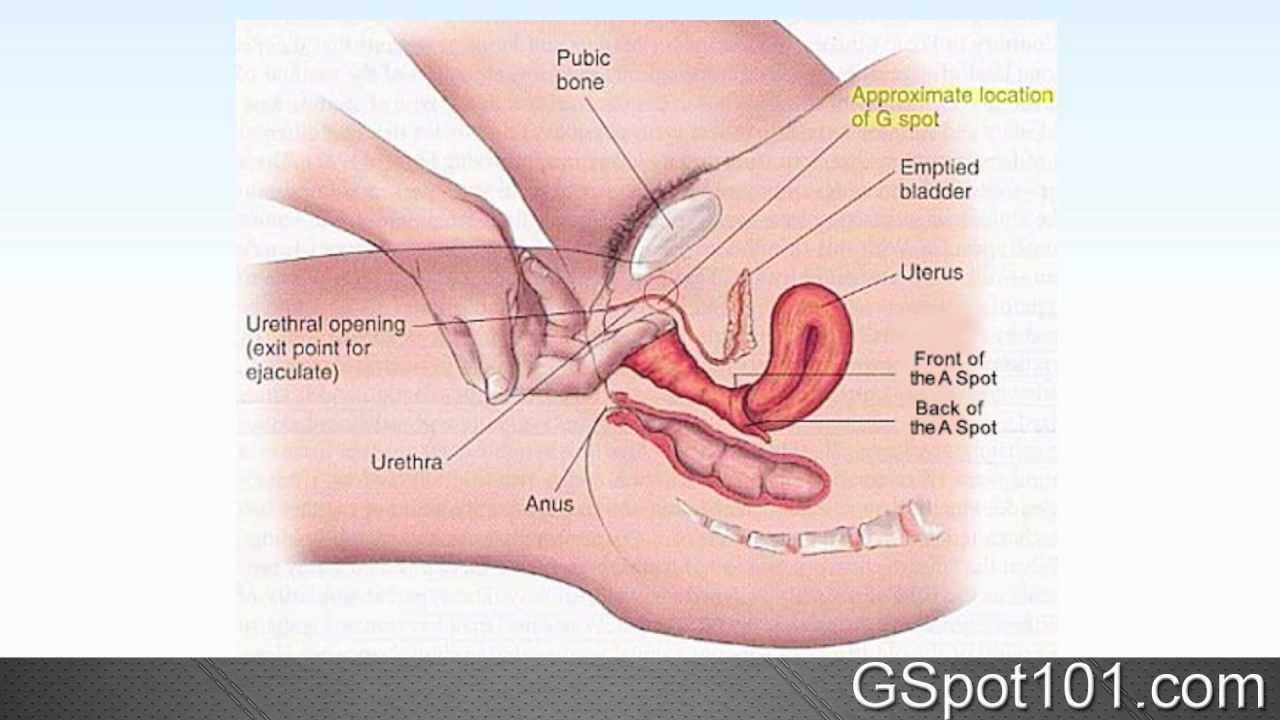 Pubic
bone
Approximate location
of G spot
Emptied
bladder
Uterus
Urethral opening
(exit point for
ejaculate)
Front of
the A Spot
Back of
the A Spot
Urethra
Anus
GSpot101.com